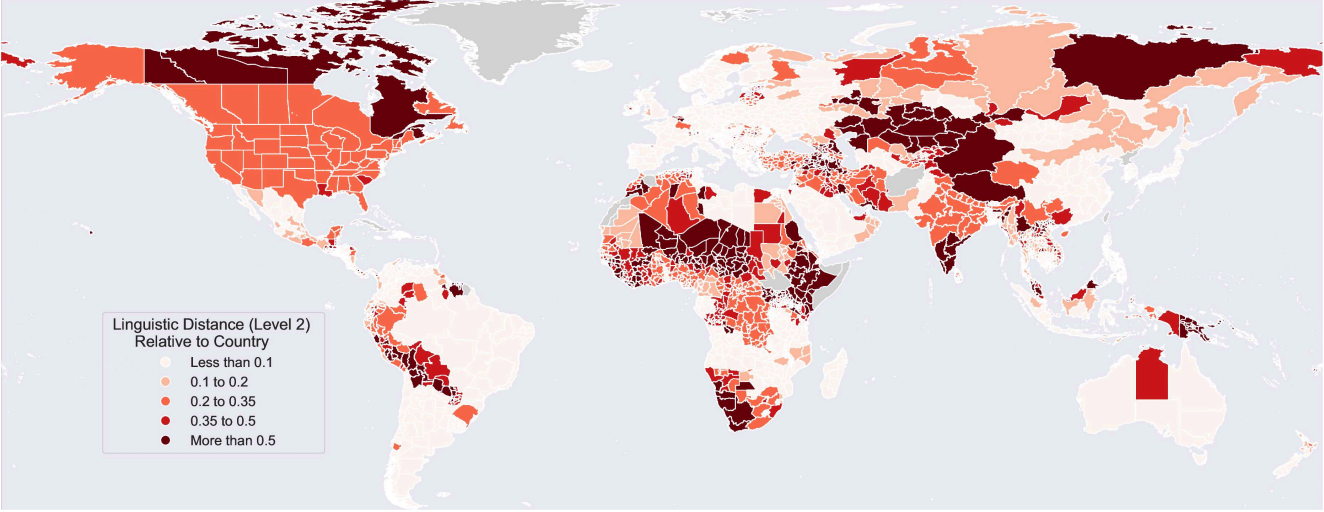 Linguistic Distance (Level 2)
Relative to Country
Less than 0.1
0.1 to 0.2
0.2 to 0.35
0.35 to 0.5
More than 0.5